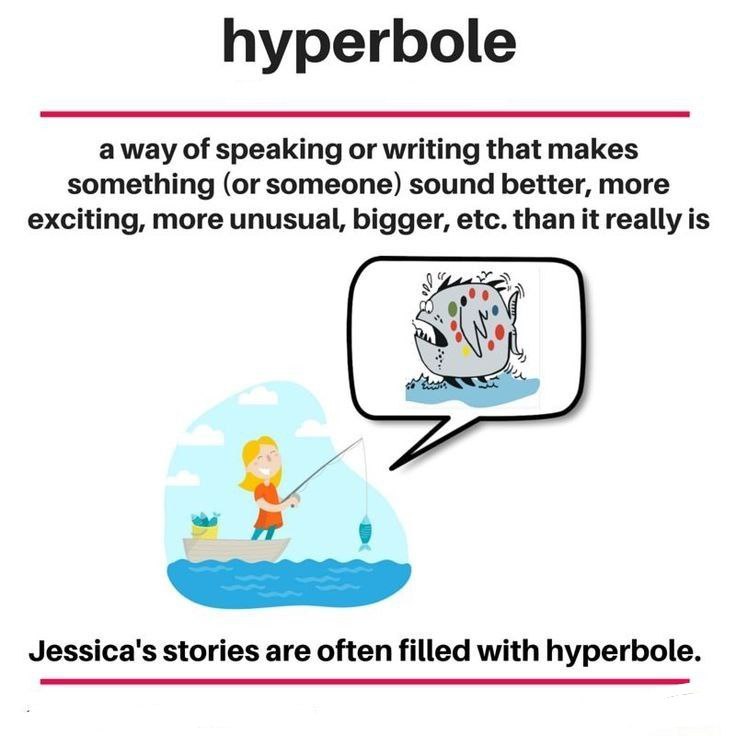 hyperbole
a way of speaking or writing that makes
something (or someone) sound better, more
exciting, more unusual, bigger, etc. than it really is
Jessica's stories are often filled with hyperbole.